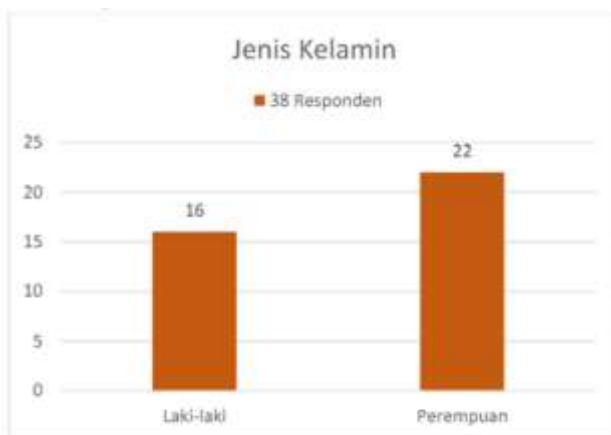 Jenis Kelamin
38 Responden
25
22
20
16
15
10
5
0
Laki-laki
Perempuan